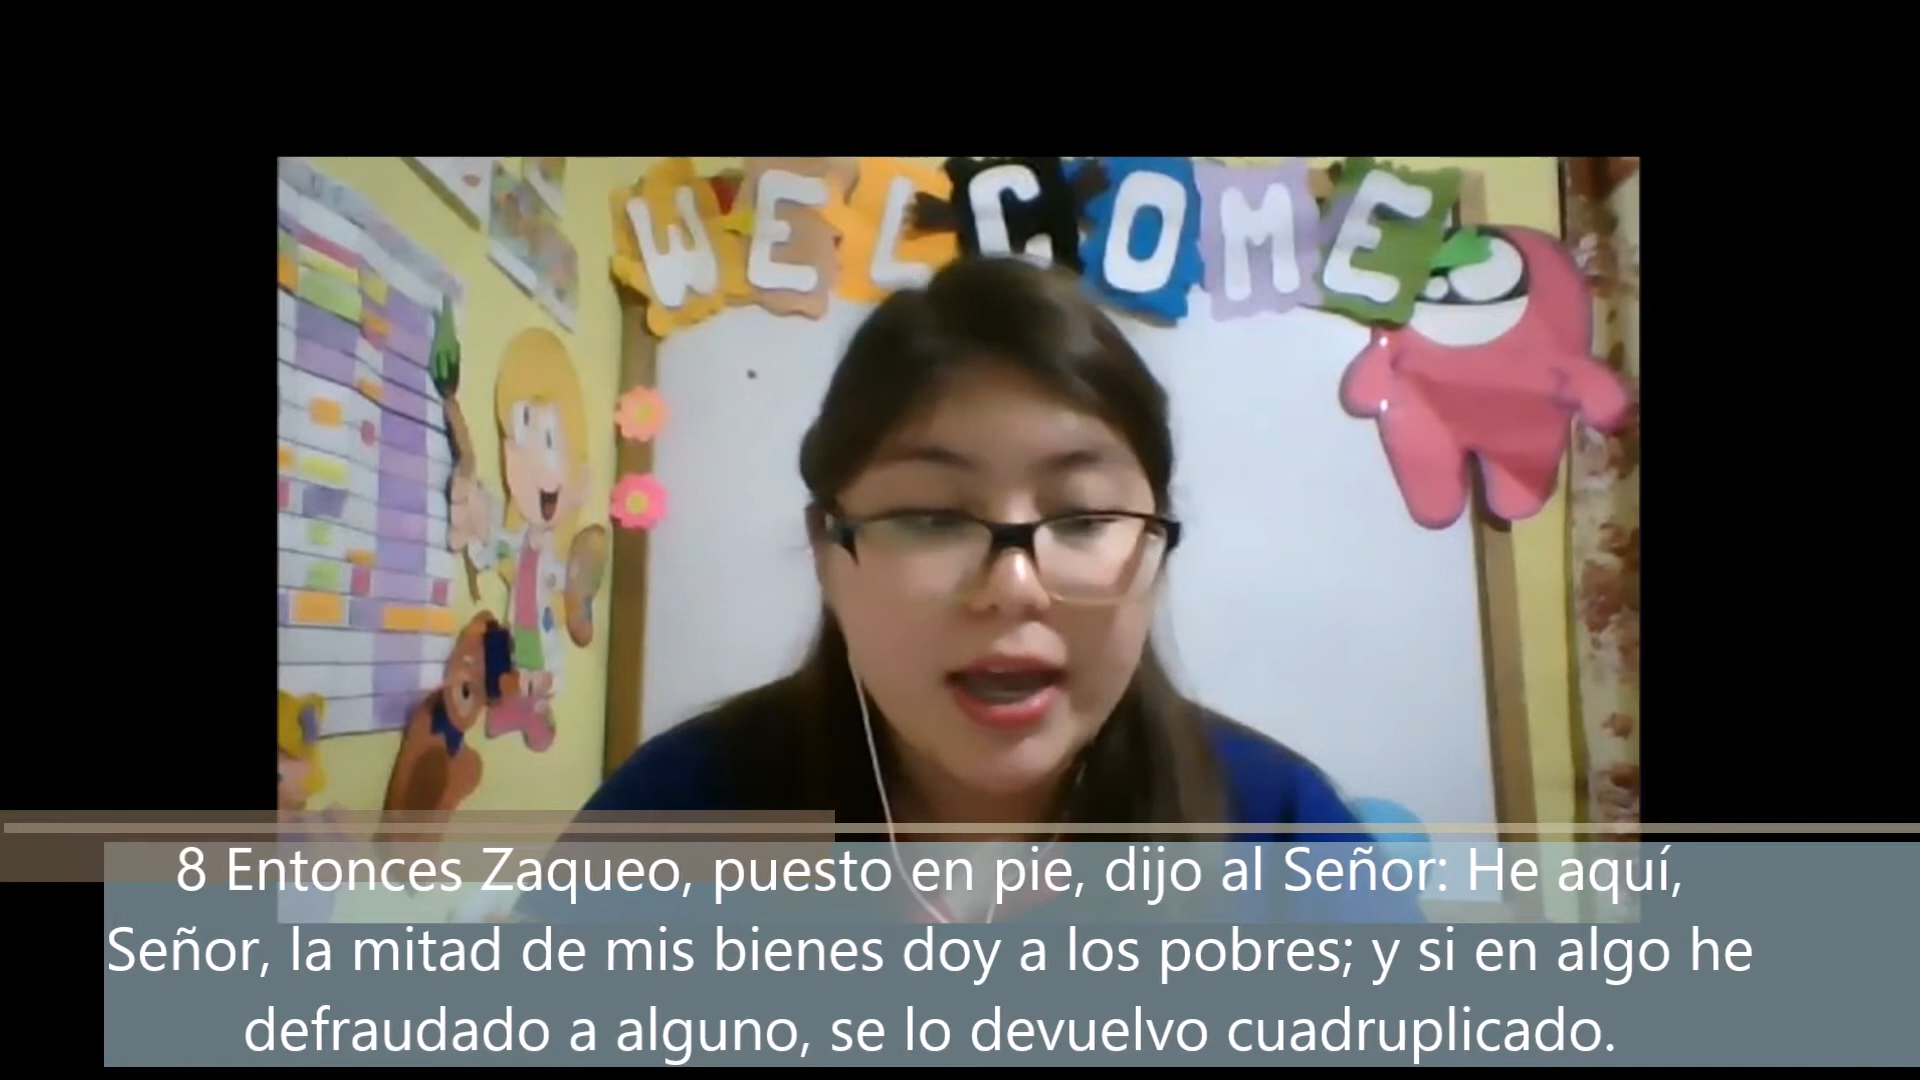 WELCOME
8 Entonces Zaqueo, puesto en pie, dijo al Señor: He aquí,
Señor, la mitad de mis bienes doy a los pobres; y si en algo he
defraudado a alguno, se lo devuelvo cuadruplicado.